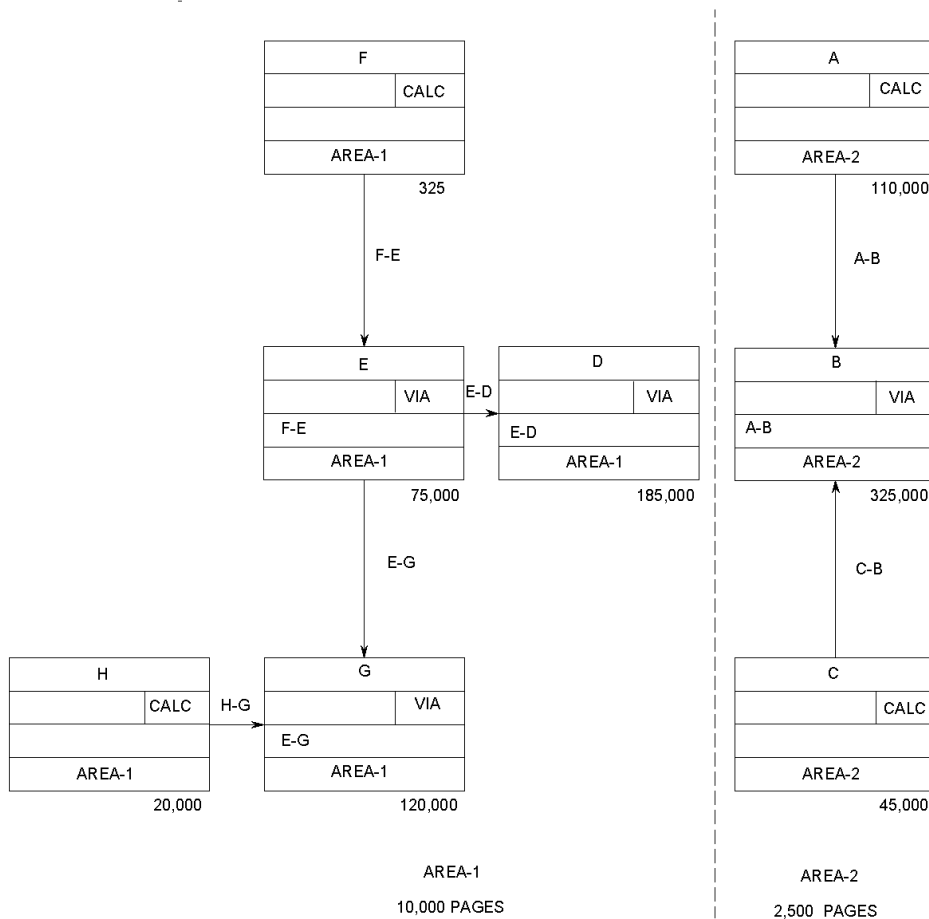 F
CALC
AREA-1
325
F-E
A
CALC
AREA-2
110,000
A-B
E
VIA
F-E
AREA-1
75,000
E-D
D
VIA
E-D
AREA-1
185,000
B
VIA
A-B
AREA-2
325,000
E-G
C-B
H
CALC
AREA-1
20,000
H-G
G
VIA
E-G
AREA-1
120,000
C
CALC
AREA-2
45,000
AREA-1
10,000 PAGES
AREA-2
2,500 PAGES